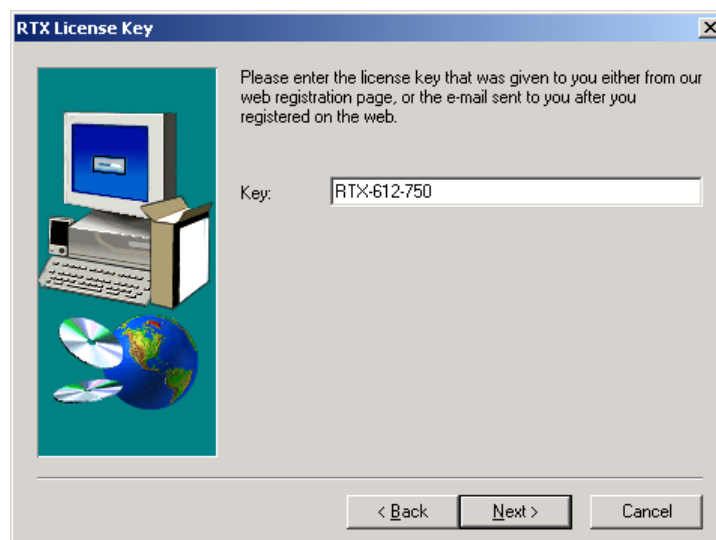 RTX License Key
Please enter the license key that was given to you either from our
web registration page, or the e-mail sent to you after you
registered on the web.
Key: RTX-612-750
< Back Next > Cancel